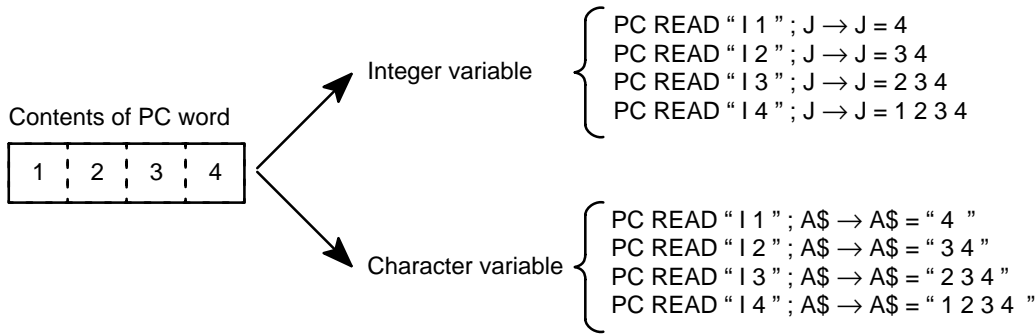 Contents of PC word
1 2 3 4
Integer variable
PC READ “ I 1 ” ; J → J = 4
PC READ “ I 2 ” ; J → J = 3 4
PC READ “ I 3 ” ; J → J = 2 3 4
PC READ “ I 4 ” ; J → J = 1 2 3 4
Character variable
PC READ “ I 1 ” ; A$ → A$ = “ 4 ”
PC READ “ I 2 ” ; A$ → A$ = “ 3 4 ”
PC READ “ I 3 ” ; A$ → A$ = “ 2 3 4 ”
PC READ “ I 4 ” ; A$ → A$ = “ 1 2 3 4 ”